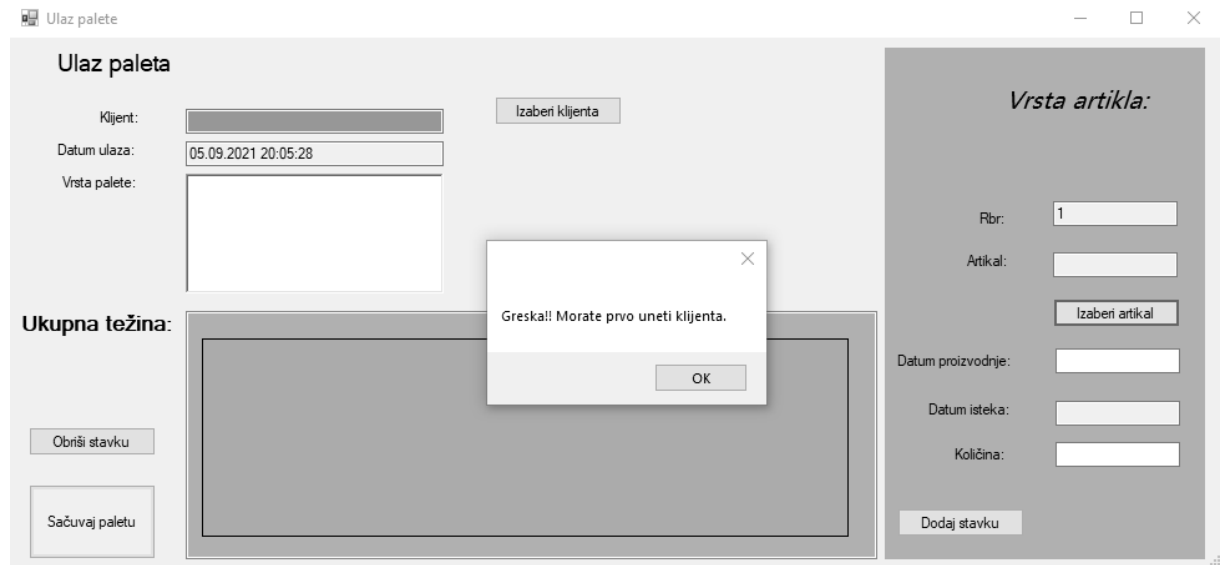 Ulaz palete
Ulaz paleta
Klijent:
Izaberi klijenta
Datum ulaza:
05.09.2021 20:05:28
Vrsta palete:
Greska!! Morate prvo uneti klijenta.
OK
Ukupna težina:
Obriši stavku
Sačuvaj paletu
Vrsta artikla:
Rbr:
1
Artikal:
Izaberi artikal
Datum proizvodnje:
Datum isteka:
Količina:
Dodaj stavku